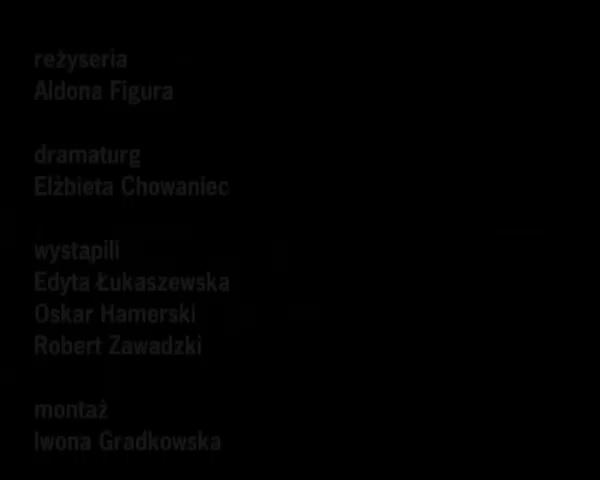 reżyseria
Aldona Figura
dramaturg
Elżbieta Chowaniec
wystąpili
Edyta Łukaszewska
Oskar Hamerski
Robert Zawadzki
montaż
Iwona Gradkowska